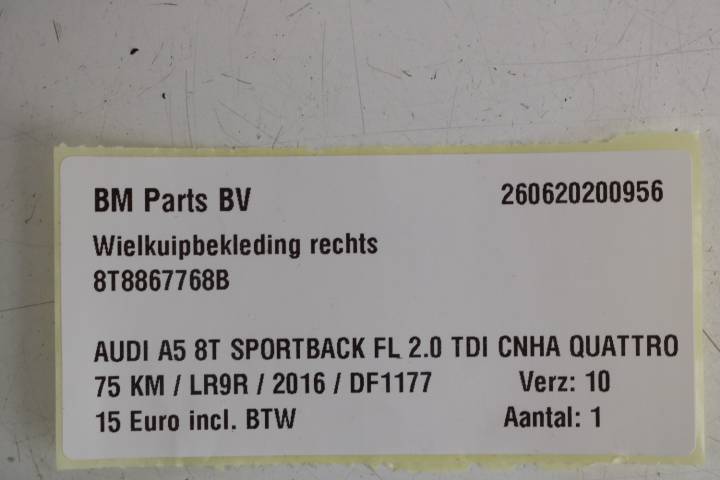 BM Parts BV 260620200956
Wielkuipbekleding rechts
8T8867768B
AUDI A5 8T SPORTBACK FL 2.0 TDI CNHA QUATTRO
75 KM / LR9R / 2016 / DF1177 Verz: 10
15 Euro incl. BTW Aantal: 1